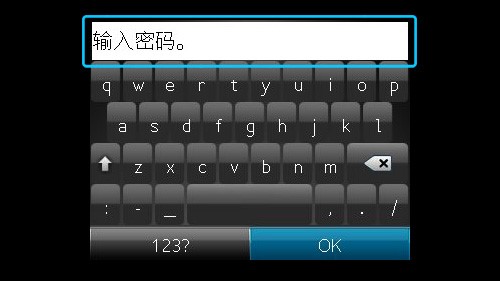 输入密码。
q w e r t y u i o p
a s d f g h j k l
z x c v b n m
: - _ , . /
123? OK